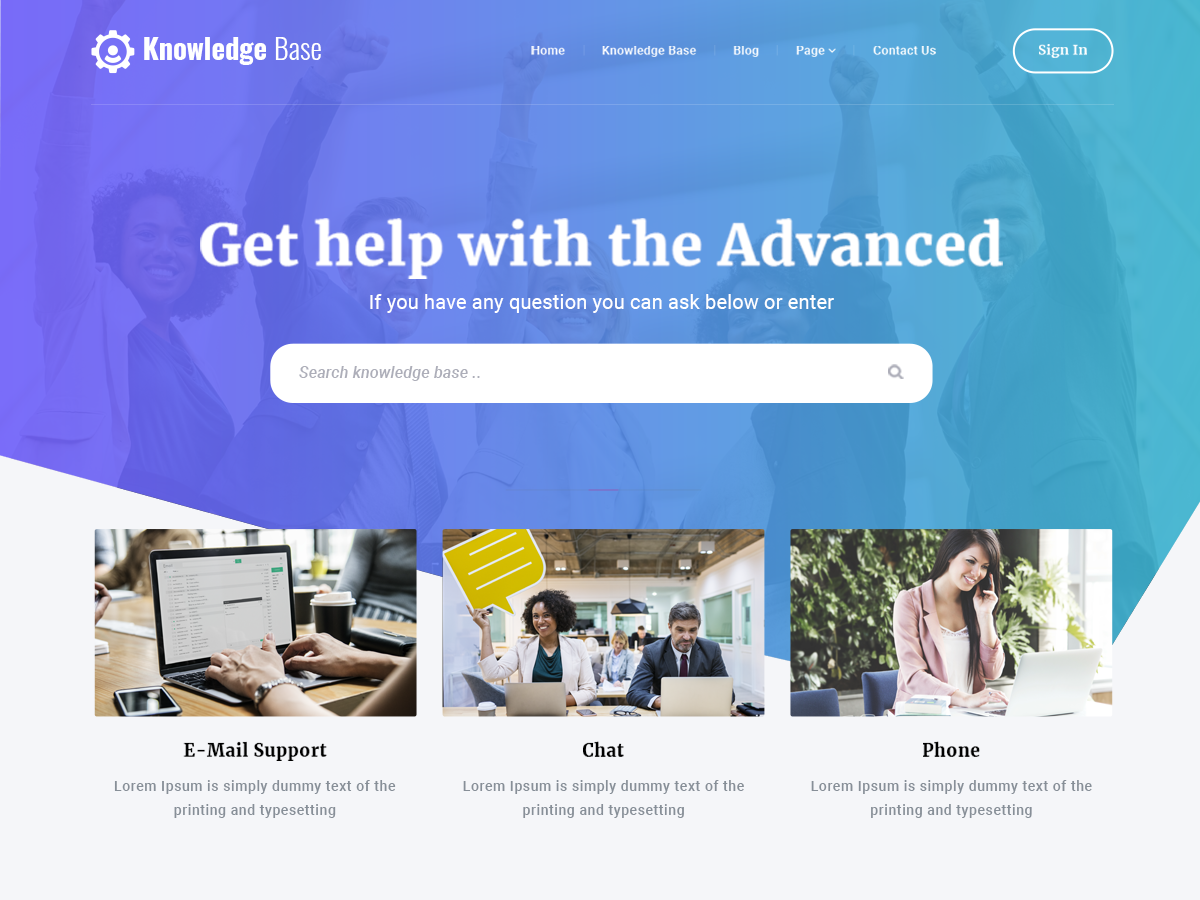 Knowledge Base
Home
Knowledge Base
Blog
Page
Contact Us
Sign In
Get help with the Advanced
If you have any question you can ask below or enter
Search knowledge base ..
E-Mail Support
Lorem Ipsum is simply dummy text of the
printing and typesetting
Chat
Lorem Ipsum is simply dummy text of the
printing and typesetting
Phone
Lorem Ipsum is simply dummy text of the
printing and typesetting